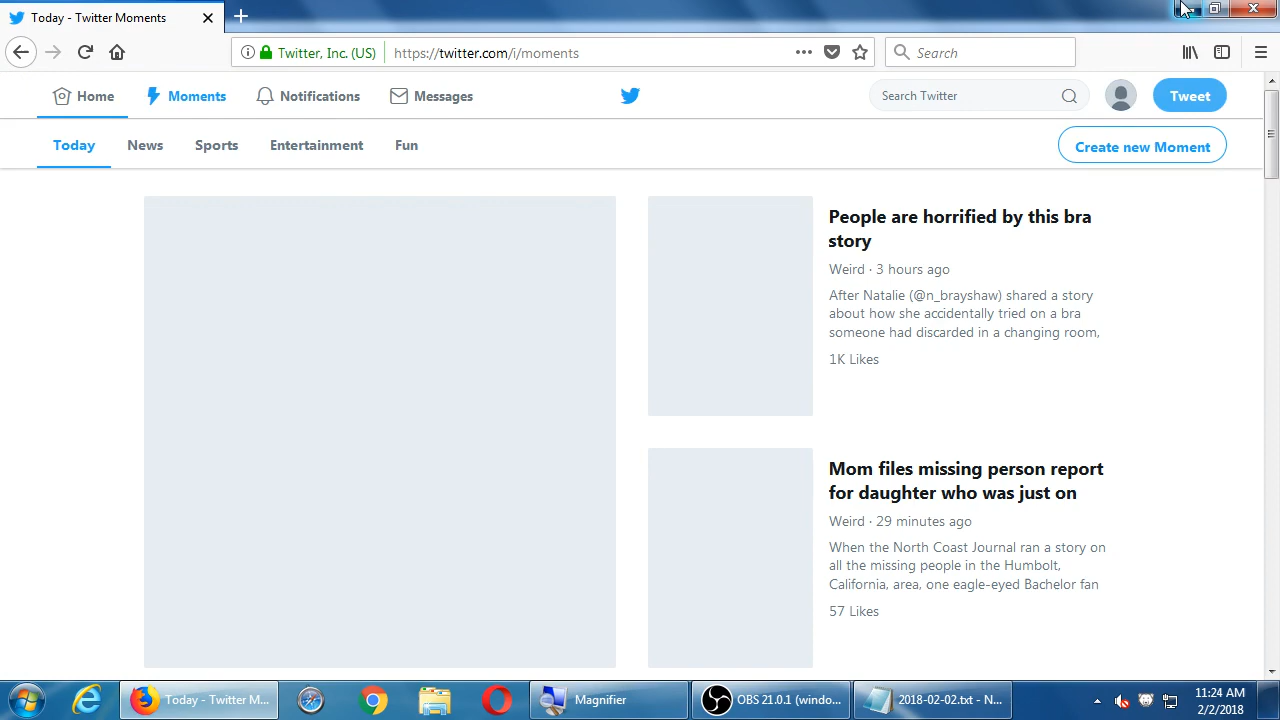 Today - Twitter Moments
Twitter, Inc. (US)
https://twitter.com/i/moments
Search
Home
Moments
Notifications
Messages
Search Twitter
Tweet
Today
News
Sports
Entertainment
Fun
Create new Moment
People are horrified by this bra
story
Weird · 3 hours ago
After Natalie (@n_brayshaw) shared a story
about how she accidentally tried on a bra
someone had discarded in a changing room,
1K Likes
Mom files missing person report
for daughter who was just on
Weird · 29 minutes ago
When the North Coast Journal ran a story on
all the missing people in the Humbolt,
California, area, one eagle-eyed Bachelor fan
57 Likes
Today - Twitter M...
Magnifier
OBS 21.0.1 (windo...
2018-02-02.txt - N...
11:24 AM
2/2/2018